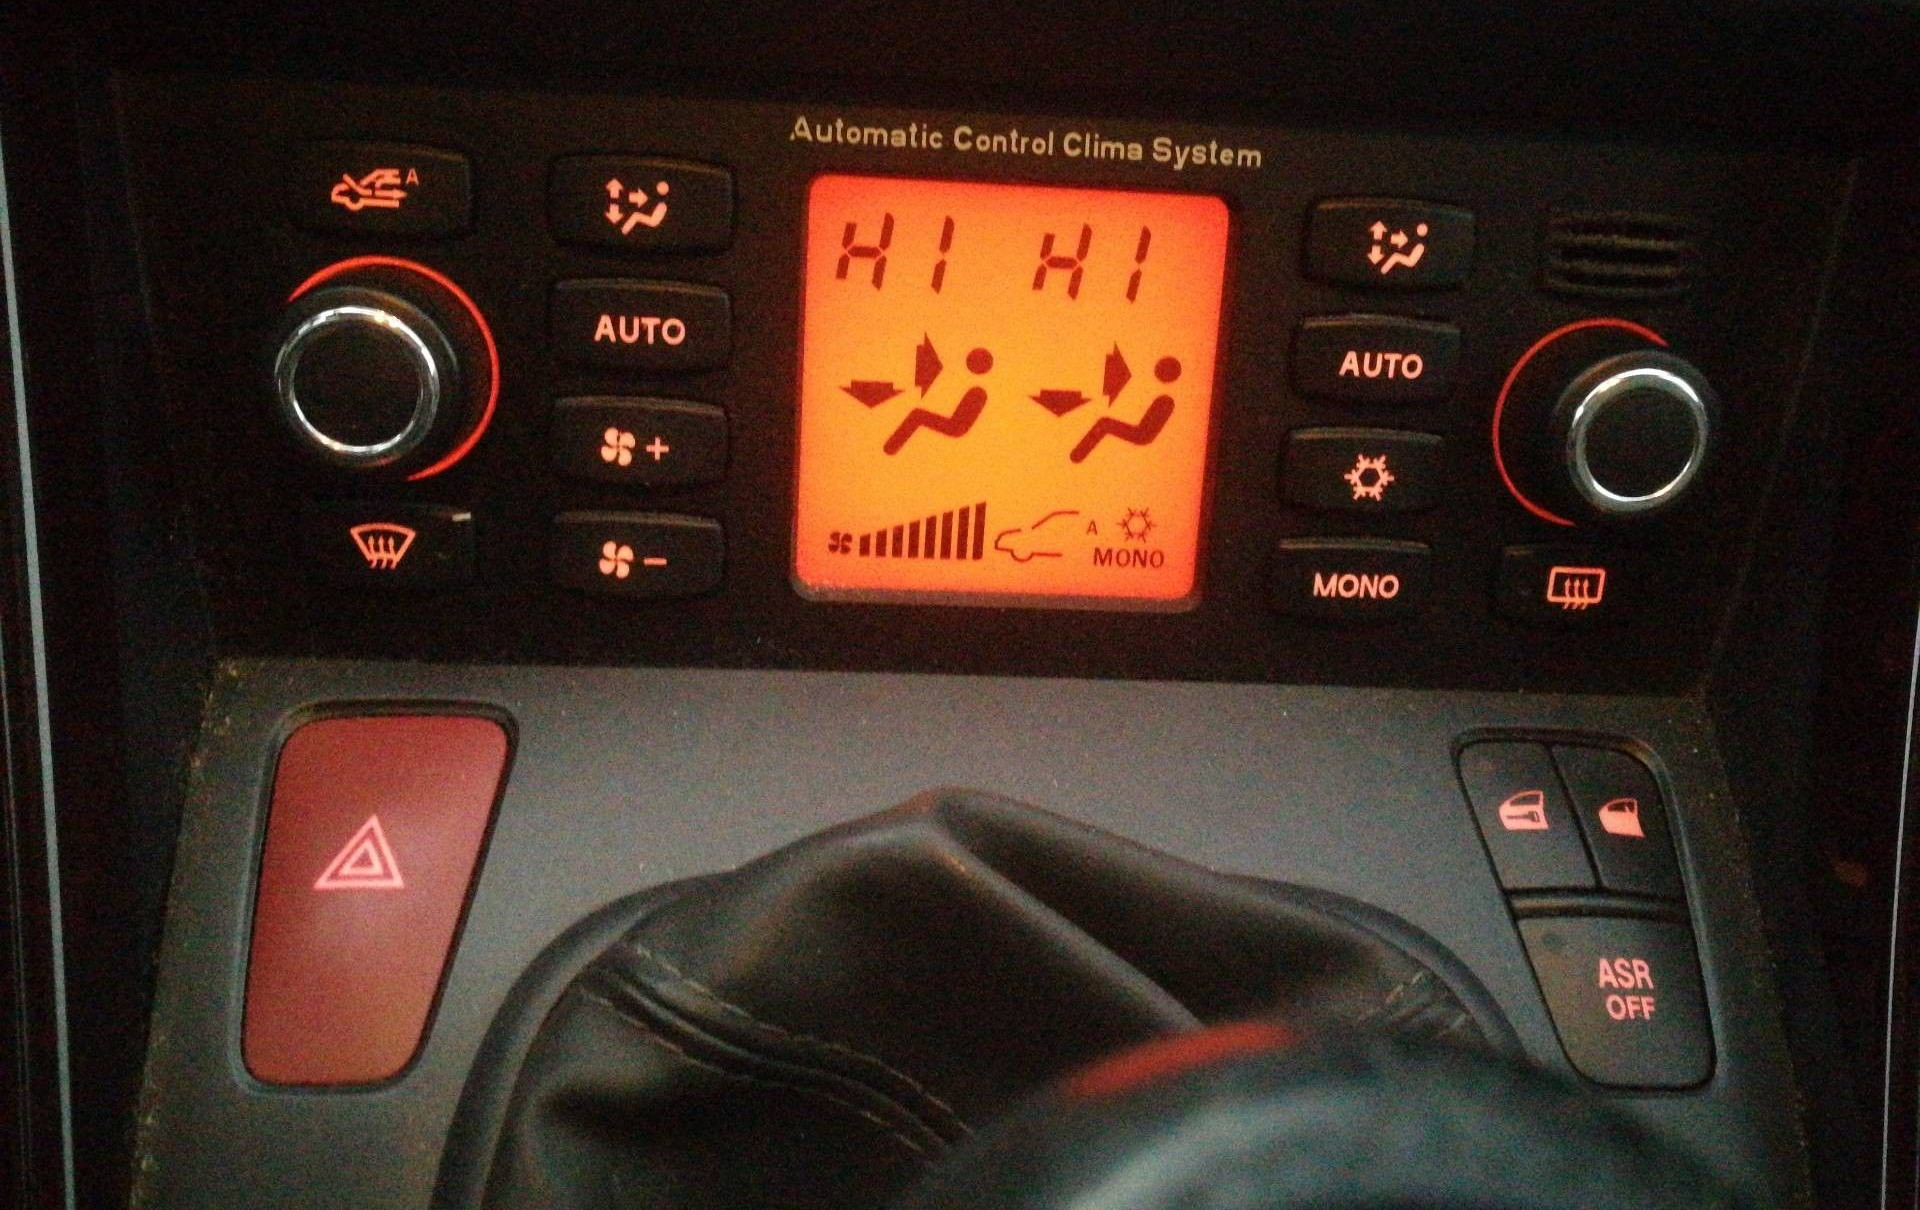 Automatic Control Clima System
A
HI HI
AUTO
AUTO
+
-
A
MONO
MONO
ASR
OFF